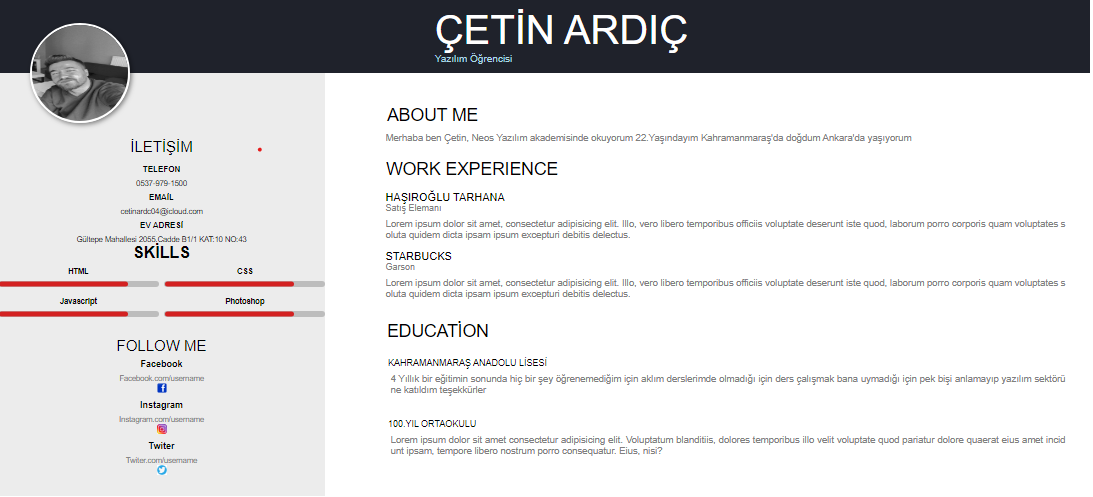 ÇETİN ARDIÇ
Yazılım Öğrencisi
İLETİŞİM
TELEFON
0537-979-1500
EMAİL
cetinardc04@icloud.com
EV ADRESİ
Gültepe Mahallesi 2055.Cadde B1/1 KAT:10 NO:43
SKİLLS
HTML
CSS
Javascript
Photoshop
FOLLOW ME
Facebook
Facebook.com/username
Instagram
Instagram.com/username
Twiter
Twiter.com/username
ABOUT ME
Merhaba ben Çetin, Neos Yazılım akademisinde okuyorum 22.Yaşındayım Kahramanmaraş'da doğdum Ankara'da yaşıyorum
WORK EXPERIENCE
HAŞIROĞLU TARHANA
Satış Elemanı
Lorem ipsum dolor sit amet, consectetur adipisicing elit. Illo, vero libero temporibus officiis voluptate deserunt iste quod, laborum porro corporis quam voluptates s
oluta quidem dicta ipsam ipsum excepturi debitis delectus.
STARBUCKS
Garson
Lorem ipsum dolor sit amet, consectetur adipisicing elit. Illo, vero libero temporibus officiis voluptate deserunt iste quod, laborum porro corporis quam voluptates s
oluta quidem dicta ipsam ipsum excepturi debitis delectus.
EDUCATİON
KAHRAMANMARAŞ ANADOLU LİSESİ
4 Yıllık bir eğitimin sonunda hiç bir şey öğrenemediğim için aklım derslerimde olmadığı için ders çalışmak bana uymadığı için pek bişi anlamayıp yazılım sektörü
ne katıldım teşekkürler
100.YIL ORTAOKULU
Lorem ipsum dolor sit amet consectetur adipisicing elit. Voluptatum blanditiis, dolores temporibus illo velit voluptate quod pariatur dolore quaerat eius amet incid
unt ipsam, tempore libero nostrum porro consequatur. Eius, nisi?